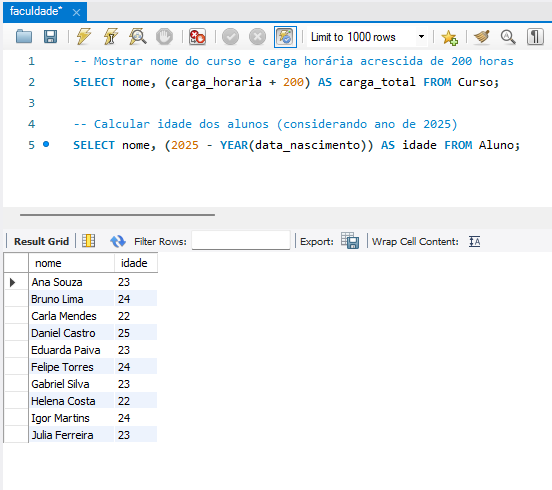 faculdade*
Limit to 1000 rows
1 -- Mostrar nome do curso e carga horária acrescida de 200 horas
2 SELECT nome, (carga_horaria + 200) AS carga_total FROM Curso;
3
4 -- Calcular idade dos alunos (considerando ano de 2025)
5 SELECT nome, (2025 - YEAR(data_nascimento)) AS idade FROM Aluno;
Result Grid Filter Rows: Export: Wrap Cell Content: IA
nome idade
Ana Souza 23
Bruno Lima 24
Carla Mendes 22
Daniel Castro 25
Eduarda Paiva 23
Felipe Torres 24
Gabriel Silva 23
Helena Costa 22
Igor Martins 24
Julia Ferreira 23